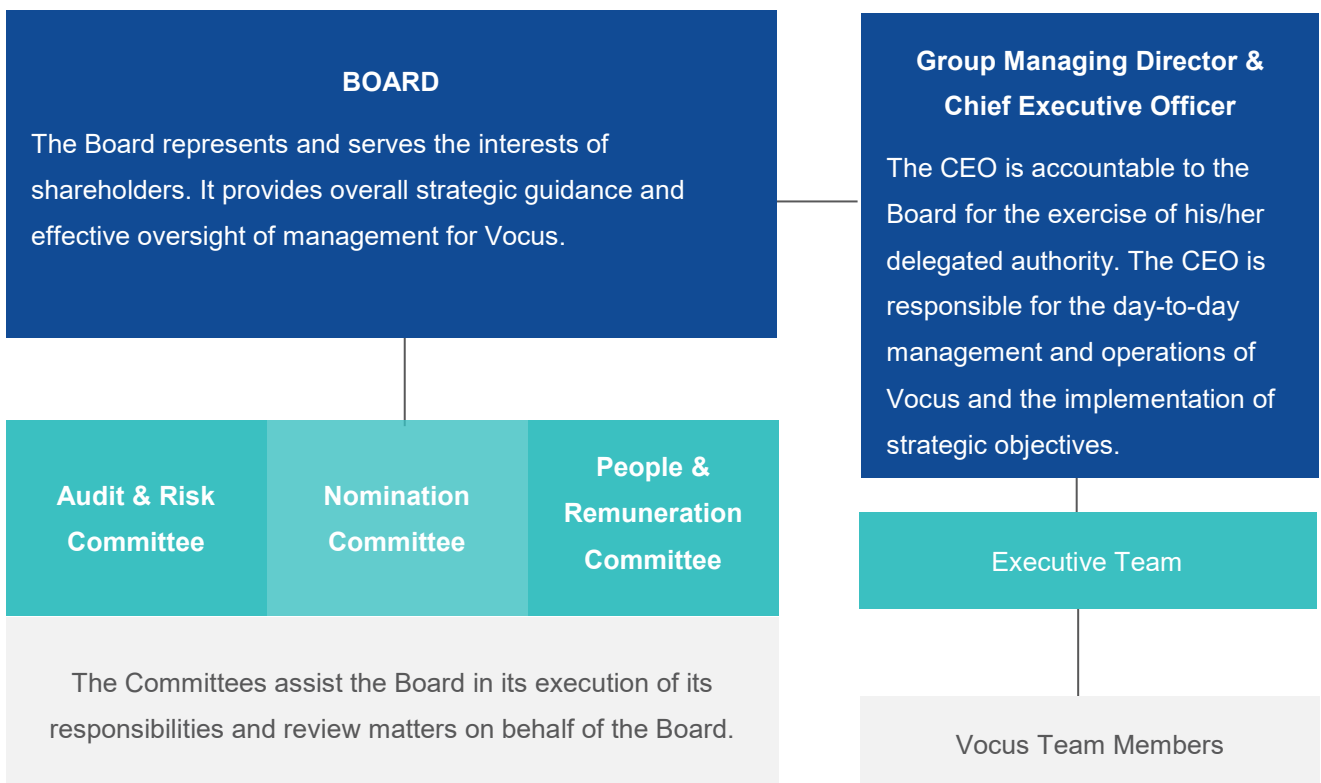 BOARD
The Board represents and serves the interests of
shareholders. It provides overall strategic guidance and
effective oversight of management for Vocus.
Group Managing Director &
Chief Executive Officer
The CEO is accountable to the
Board for the exercise of his/her
delegated authority. The CEO is
responsible for the day-to-day
management and operations of
Vocus and the implementation of
strategic objectives.
Audit & Risk
Committee
Nomination
Committee
People &
Remuneration
Committee
The Committees assist the Board in its execution of its
responsibilities and review matters on behalf of the Board.
Executive Team
Vocus Team Members